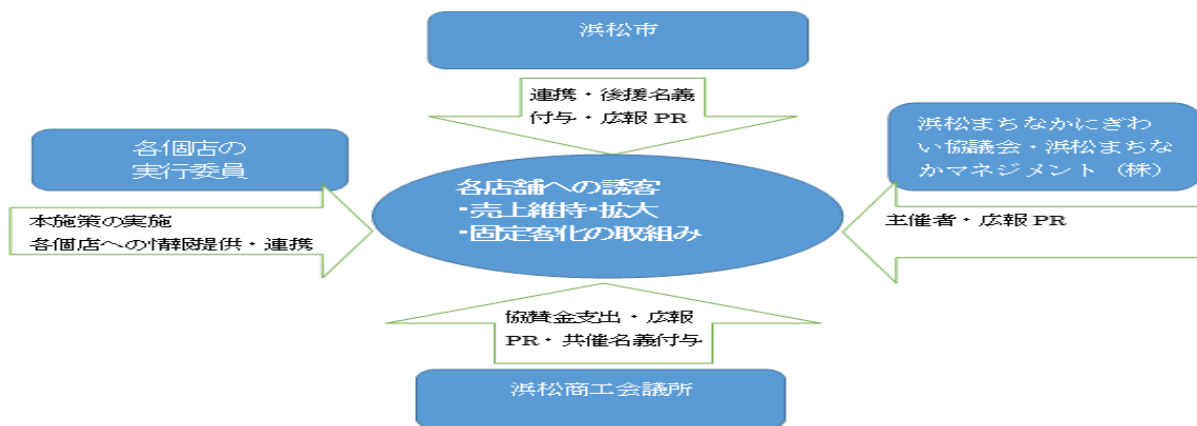 浜松市
連携・後援名義
付与・広報PR
各個店の
実行委員
本施策の実施
各個店への情報提供・連携
各店舗への誘客
・売上維持・拡大
・固定客化の取組み
浜松まちなかにぎわ
い協議会・浜松まちな
かマネジメント（株）
主催者・広報PR
協賛金支出・広報
PR・共催名義付与
浜松商工会議所